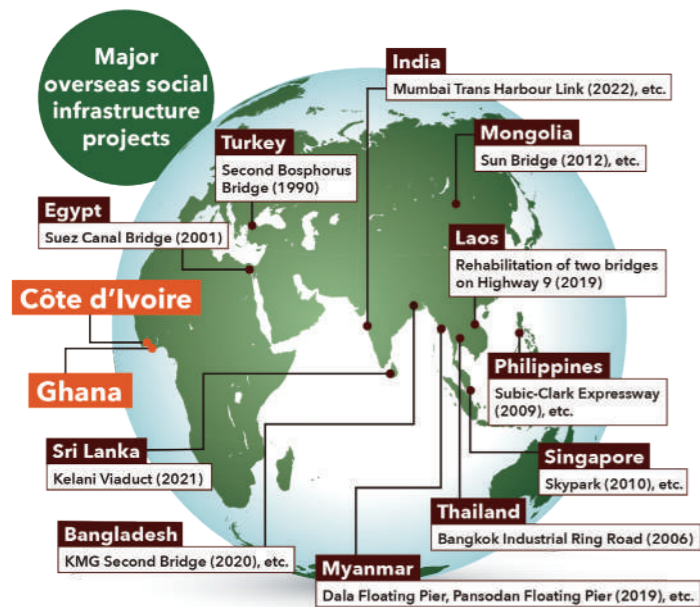 Major
overseas social
infrastructure
projects
India
Mumbai Trans Harbour Link (2022), etc.
Turkey
Second Bosphorus
Bridge (1990)
Mongolia
Sun Bridge (2012), etc.
Egypt
Suez Canal Bridge (2001)
Laos
Rehabilitation of two bridges
on Highway 9 (2019)
Côte d'Ivoire
Ghana
Philippines
Subic-Clark Expressway
(2009), etc.
Sri Lanka
Kelani Viaduct (2021)
Singapore
Skypark (2010), etc.
Thailand
Bangkok Industrial Ring Road (2006)
Bangladesh
KMG Second Bridge (2020), etc.
Myanmar
Dala Floating Pier, Pansodan Floating Pier (2019), etc.